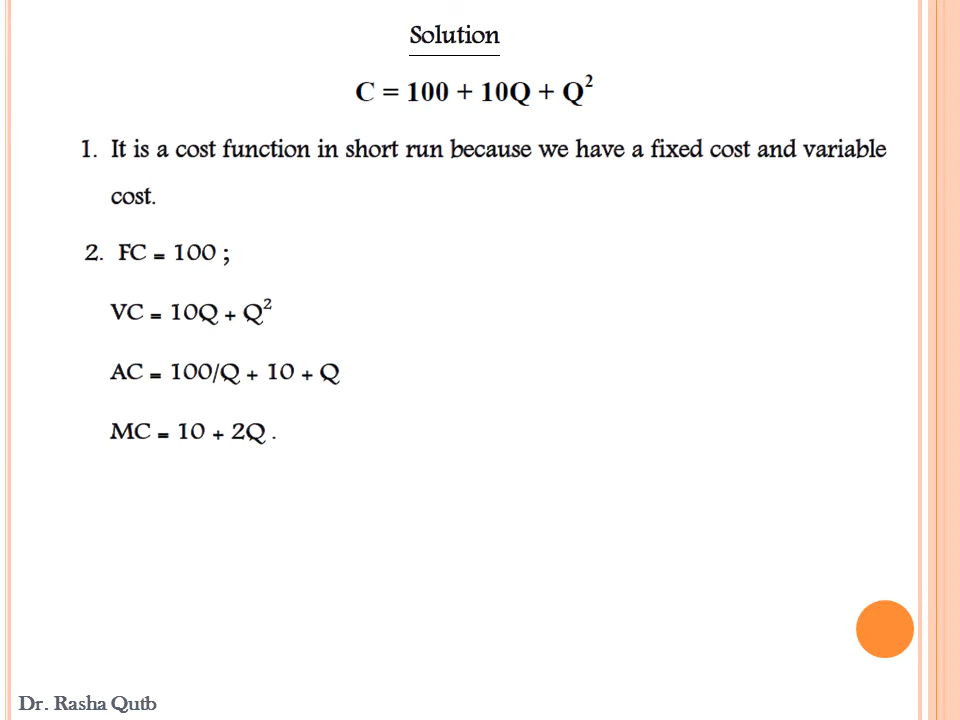 Solution
C = 100 + 10Q + Q²
1. It is a cost function in short run because we have a fixed cost and variable
cost.
2. FC = 100 ;
VC = 10Q + Q²
AC = 100/Q + 10 + Q
MC = 10 + 2Q .
Dr. Rasha Qutb